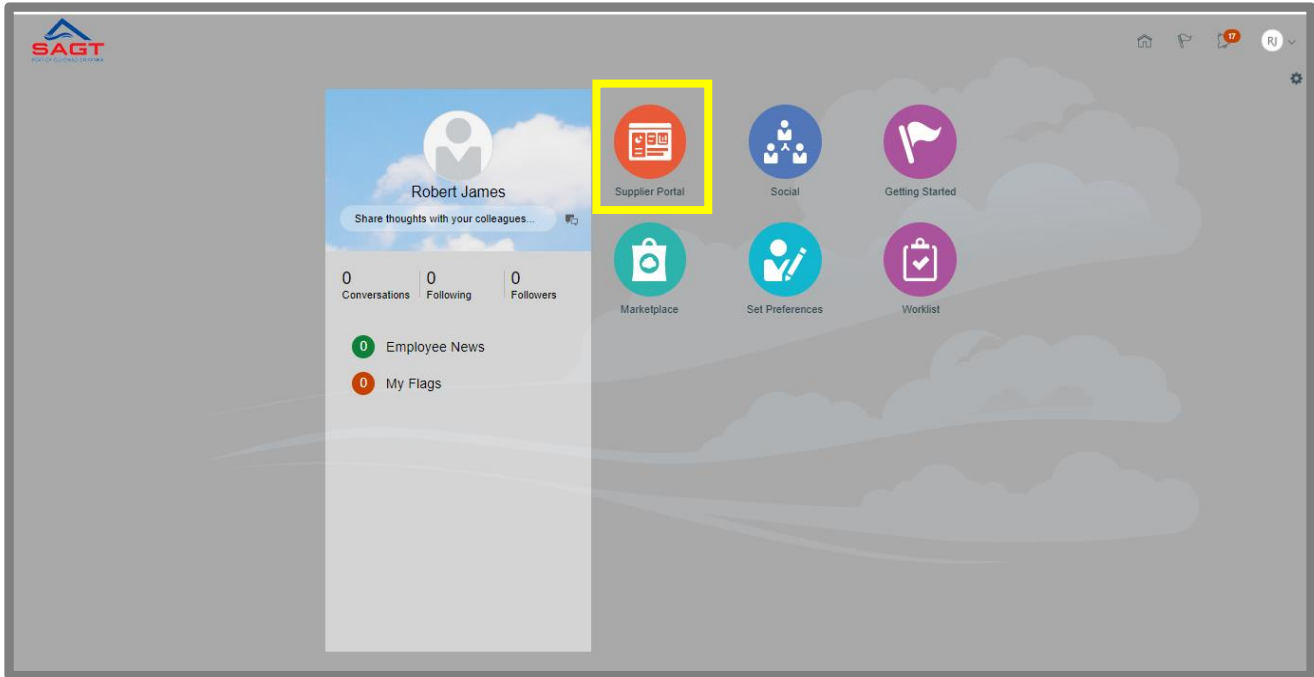 SAGT
17
RJ
Robert James
Share thoughts with your colleagues...
0 0 0
Conversations Following Followers
0 Employee News
0 My Flags
Supplier Portal Social Getting Started
Marketplace Set Preferences Worklist